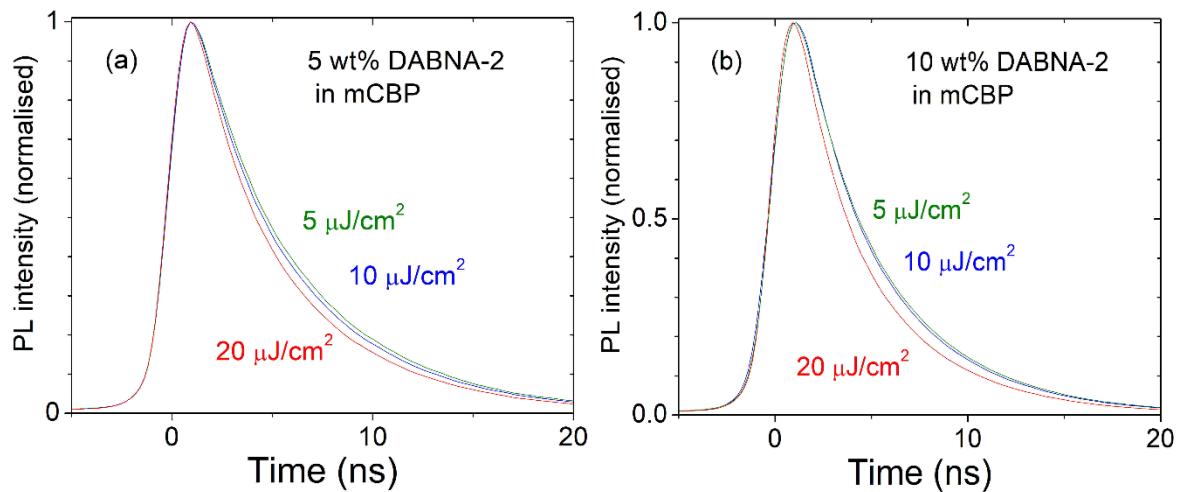 (a)
5 wt% DABNA-2
in mCBP
5 μJ/cm²
10 μJ/cm²
20 μJ/cm²
PL intensity (normalised)
1
0
0
10
20
Time (ns)
(b)
10 wt% DABNA-2
in mCBP
5 μJ/cm²
10 μJ/cm²
20 μJ/cm²
PL intensity (normalised)
1.0
0.5
0.0
0
10
20
Time (ns)